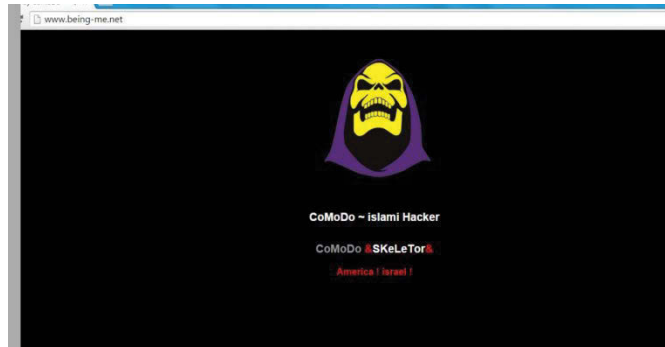 www.being-me.net
CoMoDo ~ islami Hacker
CoMoDo &SKeLeTor&
America ! israel !